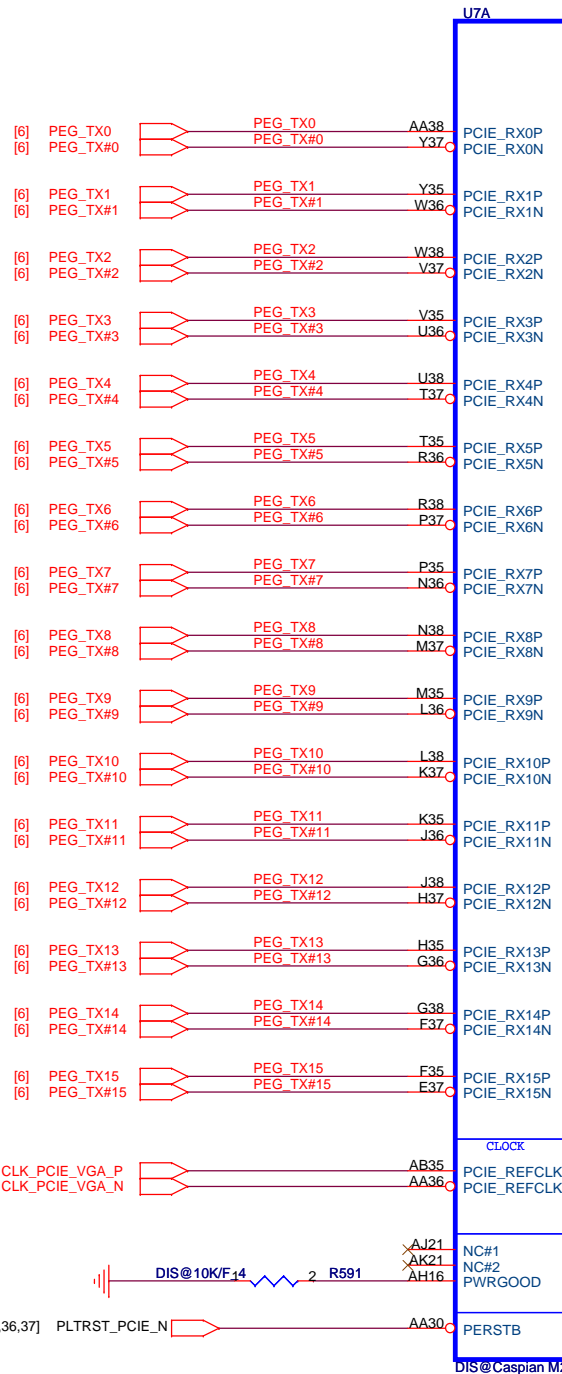 U7A
[6] PEG_TX0 PEG_TX0 AA38 PCIE_RX0P
[6] PEG_TX#0 PEG_TX#0 Y37 PCIE_RX0N
[6] PEG_TX1 PEG_TX1 Y35 PCIE_RX1P
[6] PEG_TX#1 PEG_TX#1 W36 PCIE_RX1N
[6] PEG_TX2 PEG_TX2 W38 PCIE_RX2P
[6] PEG_TX#2 PEG_TX#2 V37 PCIE_RX2N
[6] PEG_TX3 PEG_TX3 V35 PCIE_RX3P
[6] PEG_TX#3 PEG_TX#3 U36 PCIE_RX3N
[6] PEG_TX4 PEG_TX4 U38 PCIE_RX4P
[6] PEG_TX#4 PEG_TX#4 T37 PCIE_RX4N
[6] PEG_TX5 PEG_TX5 T35 PCIE_RX5P
[6] PEG_TX#5 PEG_TX#5 R36 PCIE_RX5N
[6] PEG_TX6 PEG_TX6 R38 PCIE_RX6P
[6] PEG_TX#6 PEG_TX#6 P37 PCIE_RX6N
[6] PEG_TX7 PEG_TX7 P35 PCIE_RX7P
[6] PEG_TX#7 PEG_TX#7 N36 PCIE_RX7N
[6] PEG_TX8 PEG_TX8 N38 PCIE_RX8P
[6] PEG_TX#8 PEG_TX#8 M37 PCIE_RX8N
[6] PEG_TX9 PEG_TX9 M35 PCIE_RX9P
[6] PEG_TX#9 PEG_TX#9 L36 PCIE_RX9N
[6] PEG_TX10 PEG_TX10 L38 PCIE_RX10P
[6] PEG_TX#10 PEG_TX#10 K37 PCIE_RX10N
[6] PEG_TX11 PEG_TX11 K35 PCIE_RX11P
[6] PEG_TX#11 PEG_TX#11 J36 PCIE_RX11N
[6] PEG_TX12 PEG_TX12 J38 PCIE_RX12P
[6] PEG_TX#12 PEG_TX#12 H37 PCIE_RX12N
[6] PEG_TX13 PEG_TX13 H35 PCIE_RX13P
[6] PEG_TX#13 PEG_TX#13 G36 PCIE_RX13N
[6] PEG_TX14 PEG_TX14 G38 PCIE_RX14P
[6] PEG_TX#14 PEG_TX#14 F37 PCIE_RX14N
[6] PEG_TX15 PEG_TX15 F35 PCIE_RX15P
[6] PEG_TX#15 PEG_TX#15 E37 PCIE_RX15N
CLOCK
CLK_PCIE_VGA_P AB35 PCIE_REFCLK
CLK_PCIE_VGA_N AA36 PCIE_REFCLK
AJ21 NC#1
AK21 NC#2
DIS@10K/F_4 1 2 R591 AH16 PWRGOOD
,36,37] PLTRST_PCIE_N AA30 PERSTB
DIS@Caspian M2